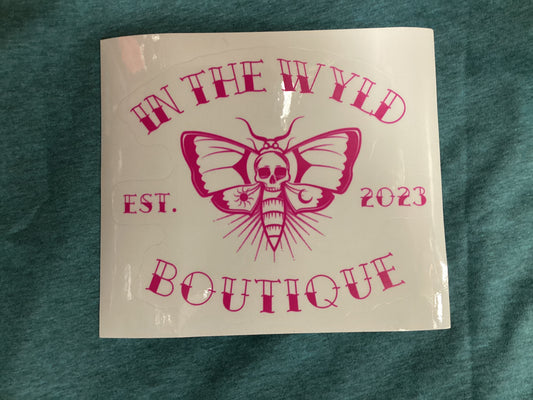 IN THE WYLD
EST. 2023
BOUTIQUE